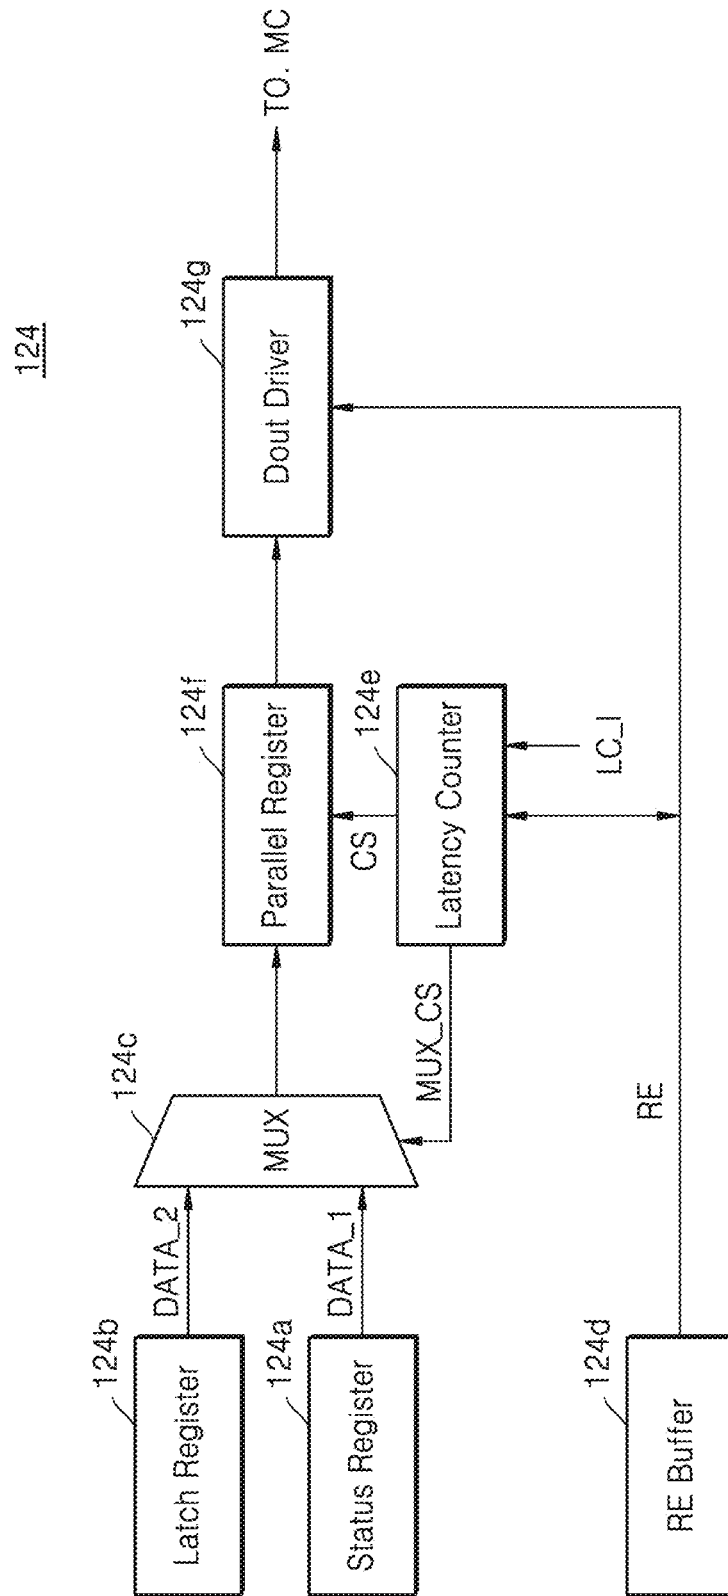 124
124b
Latch Register
DATA_2
124a
Status Register
DATA_1
124c
MUX
MUX_CS
124f
Parallel Register
CS
124e
Latency Counter
LC_I
124g
Dout Driver
TO. MC
124d
RE Buffer
RE